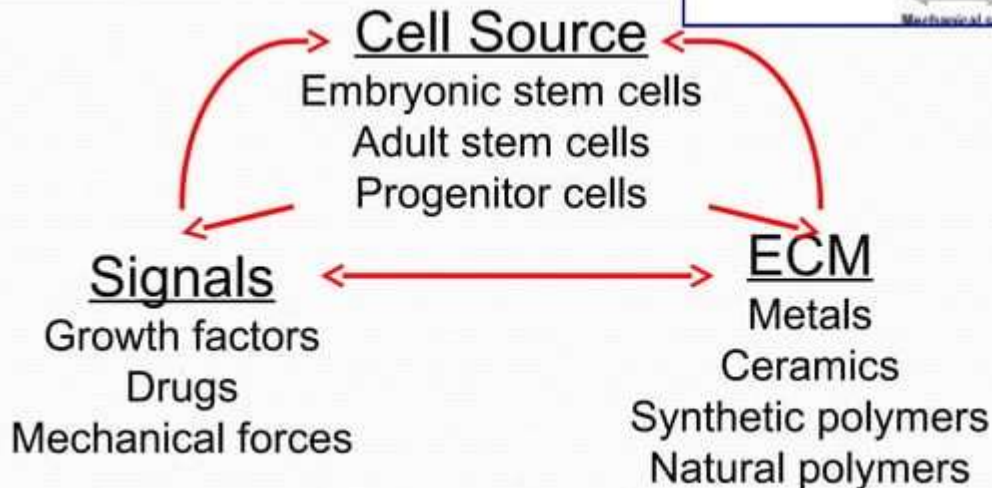 Mechanical
Cell Source
Embryonic stem cells
Adult stem cells
Progenitor cells
Signals
Growth factors
Drugs
Mechanical forces
ECM
Metals
Ceramics
Synthetic polymers
Natural polymers